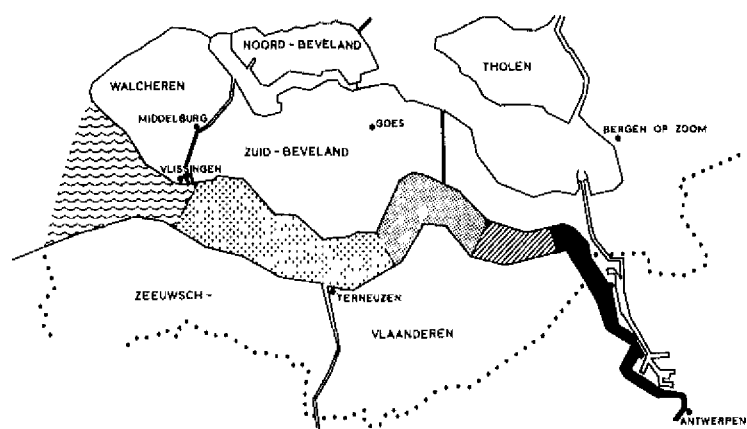 NOORD - BEVELAND
WALCHEREN
THOLEN
MIDDELBURG
GOES
BERGEN OP ZOOM
ZUID - BEVELAND
VLISSINGEN
ZEEUWSCH -
TERNEUZEN
VLAANDEREN
ANTWERPEN